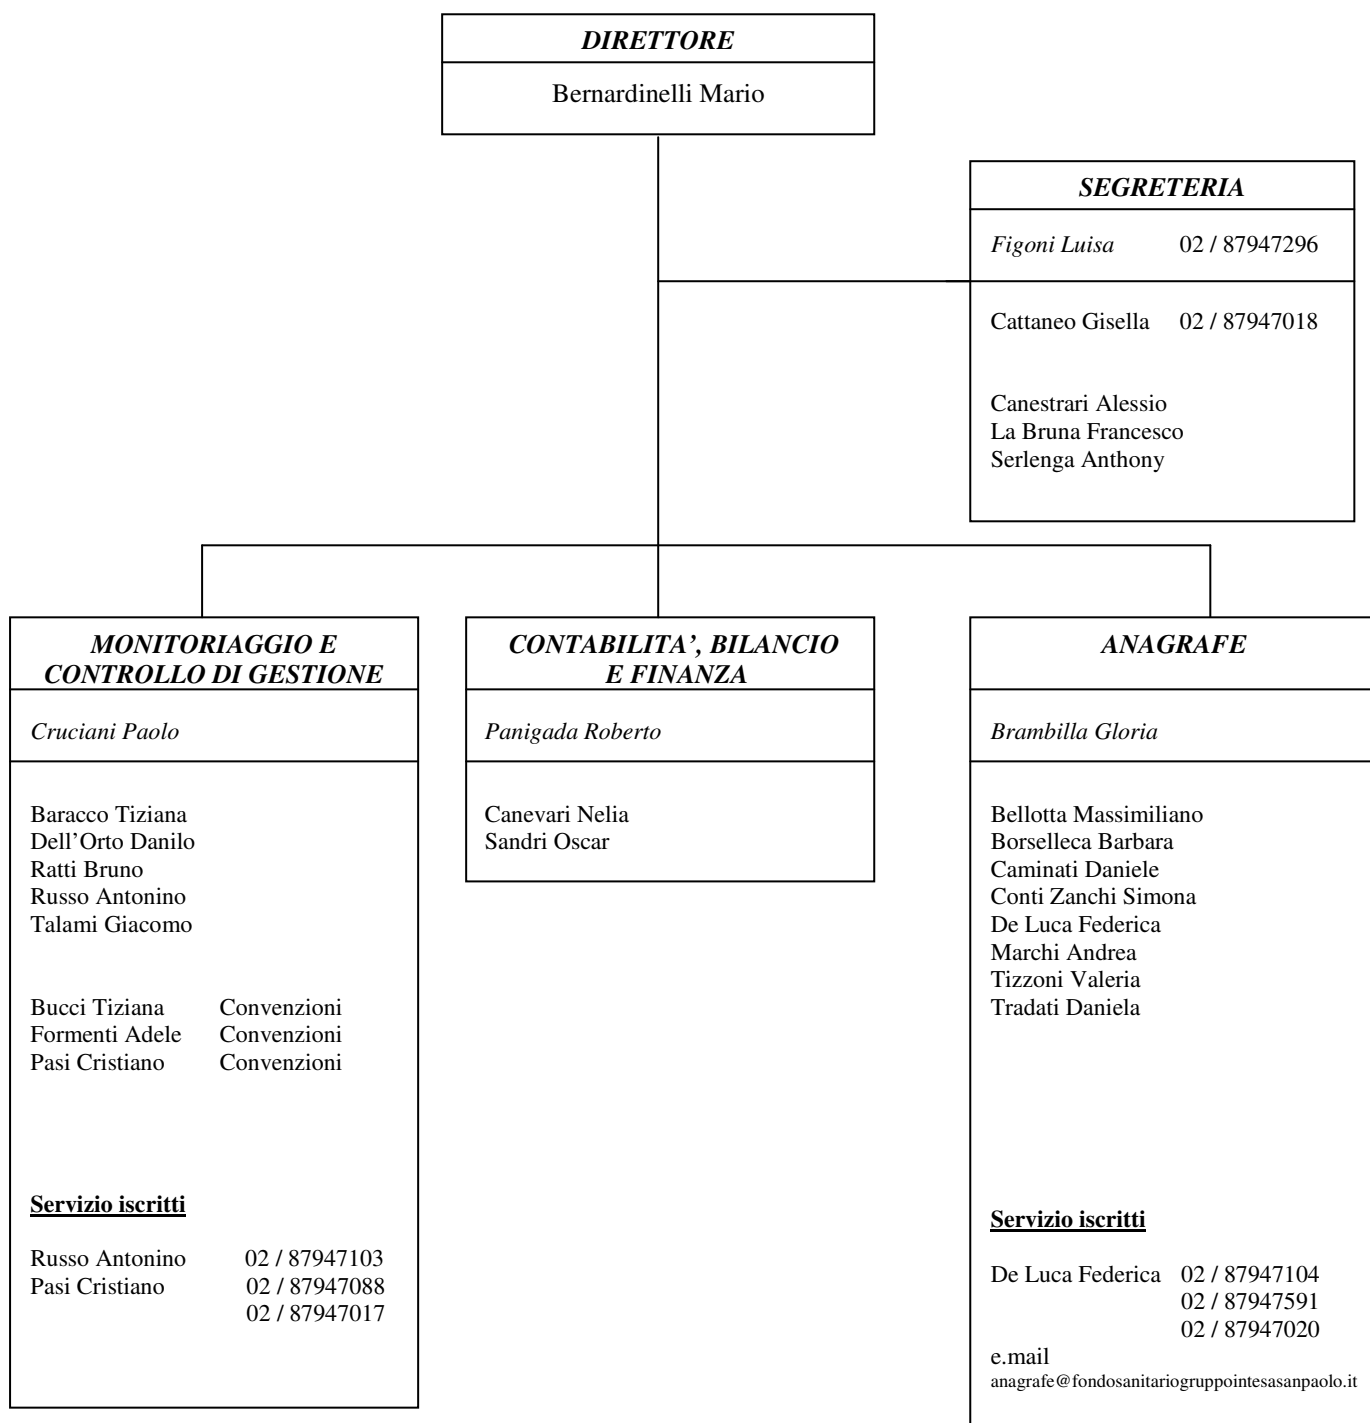 DIRETTORE
Bernardinelli Mario
SEGRETERIA
Figoni Luisa 02 / 87947296
Cattaneo Gisella 02 / 87947018
Canestrari Alessio
La Bruna Francesco
Serlenga Anthony
MONITORIAGGIO E
CONTROLLO DI GESTIONE
Cruciani Paolo
Baracco Tiziana
Dell’Orto Danilo
Ratti Bruno
Russo Antonino
Talami Giacomo
Bucci Tiziana Convenzioni
Formenti Adele Convenzioni
Pasi Cristiano Convenzioni
Servizio iscritti
Russo Antonino 02 / 87947103
Pasi Cristiano 02 / 87947088
02 / 87947017
CONTABILITA’, BILANCIO
E FINANZA
Panigada Roberto
Canevari Nelia
Sandri Oscar
ANAGRAFE
Brambilla Gloria
Bellotta Massimiliano
Borselleca Barbara
Caminati Daniele
Conti Zanchi Simona
De Luca Federica
Marchi Andrea
Tizzoni Valeria
Tradati Daniela
Servizio iscritti
De Luca Federica 02 / 87947104
02 / 87947591
02 / 87947020
e.mail
anagrafe@fondosanitariogruppointesasanpaolo.it